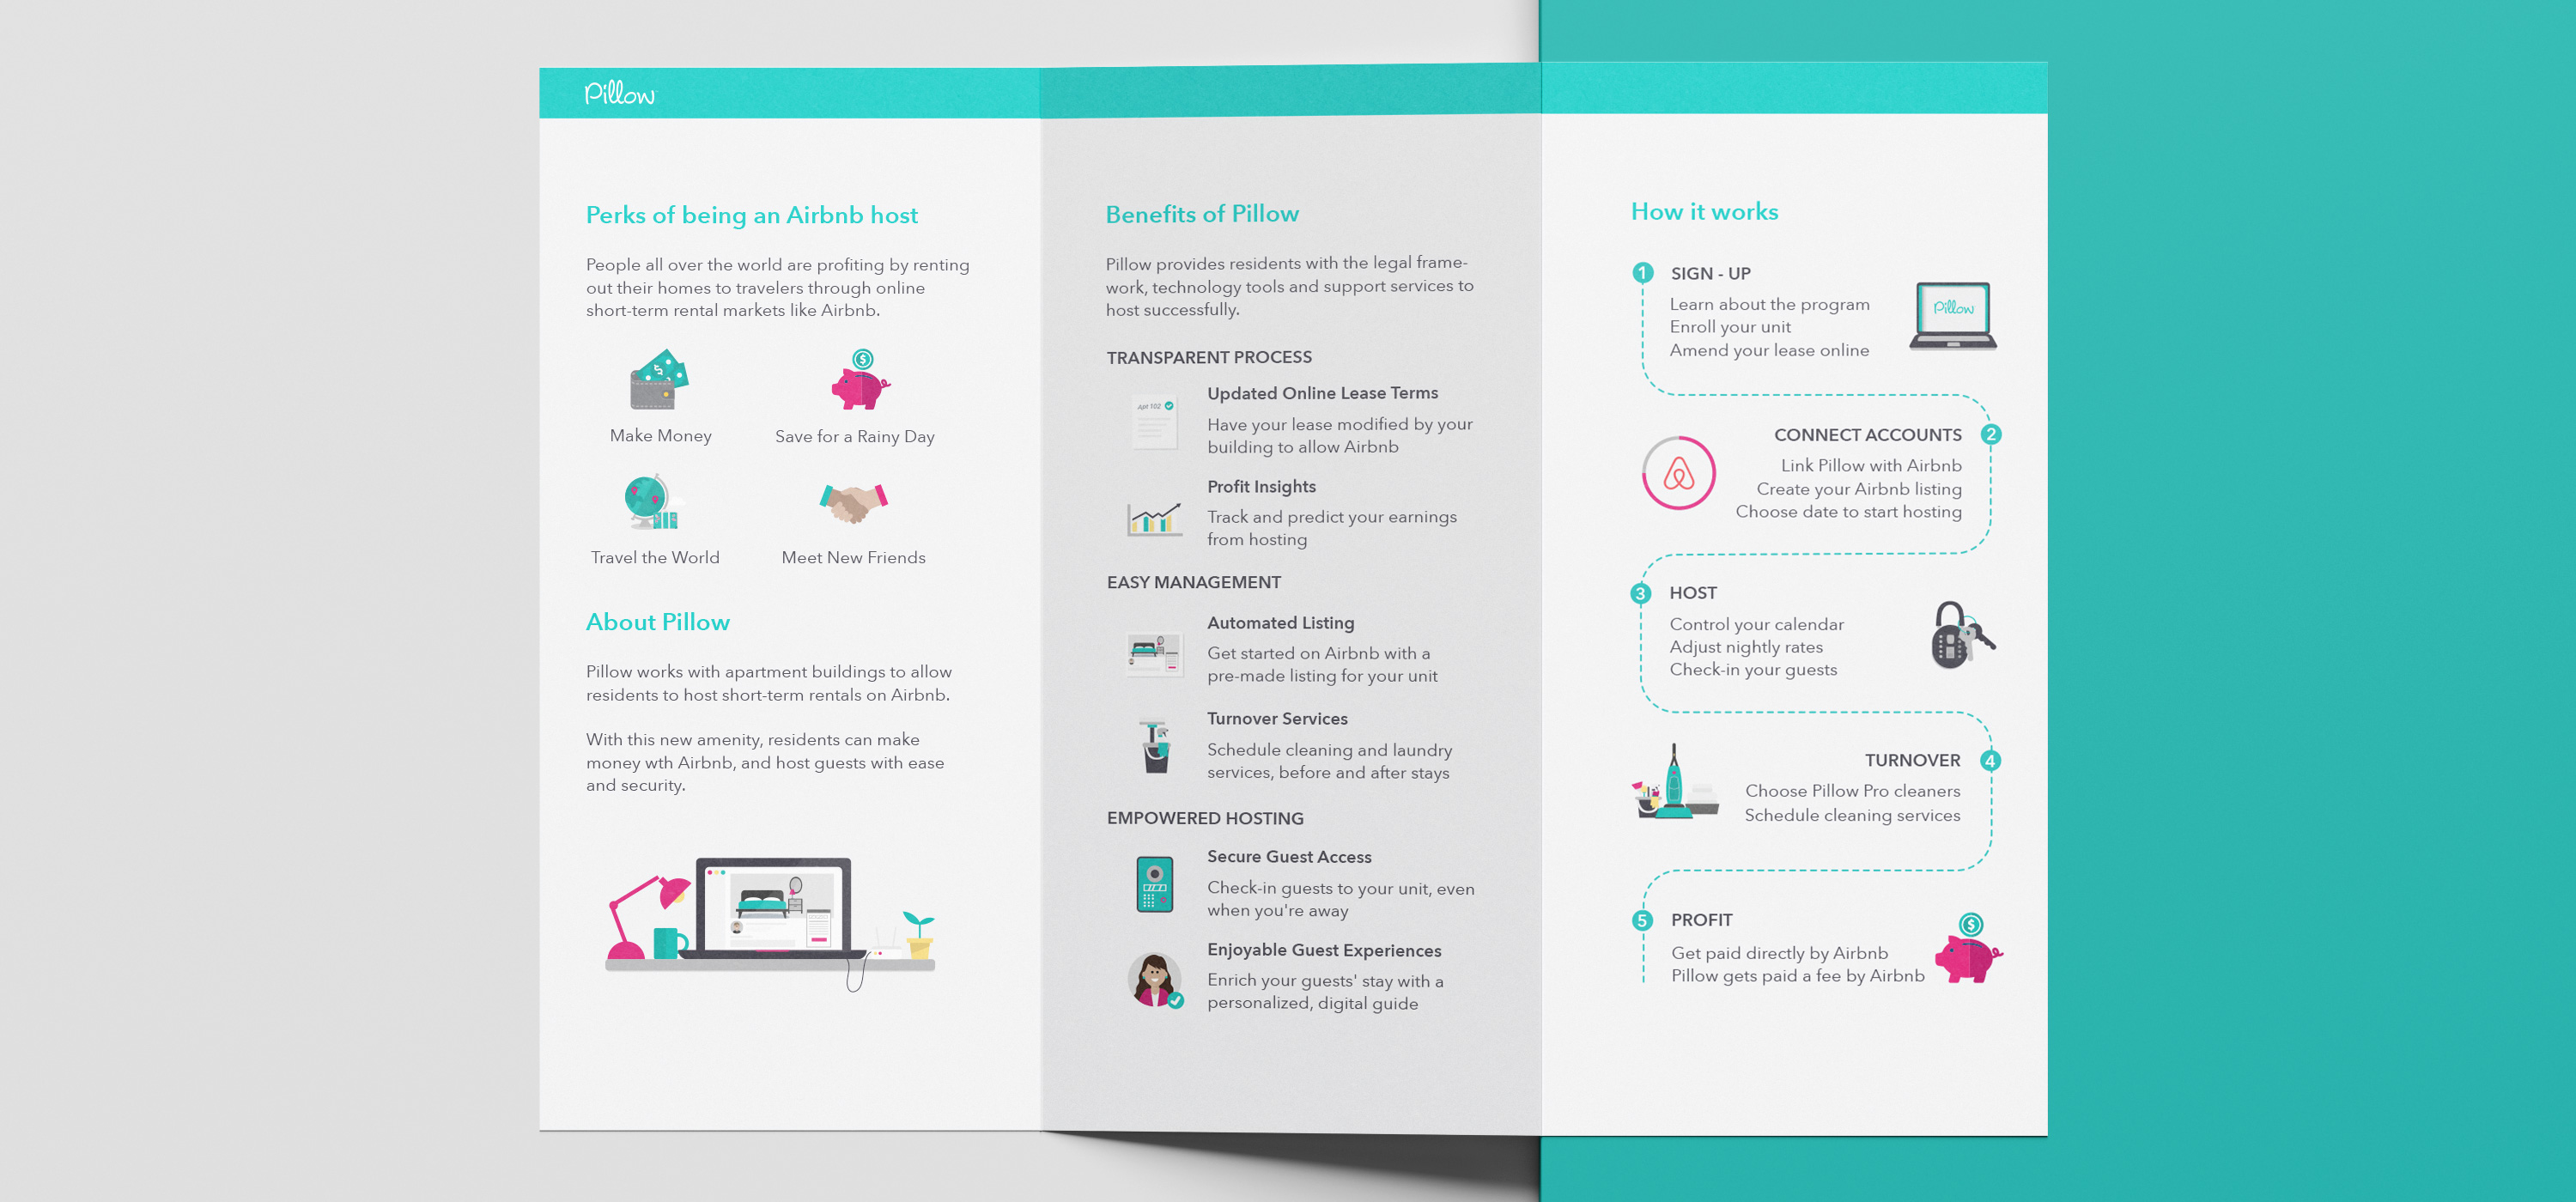 Pillow
Perks of being an Airbnb host
People all over the world are profiting by renting
out their homes to travelers through online
short-term rental markets like Airbnb.
Make Money
Save for a Rainy Day
Travel the World
Meet New Friends
About Pillow
Pillow works with apartment buildings to allow
residents to host short-term rentals on Airbnb.
With this new amenity, residents can make
money wth Airbnb, and host guests with ease
and security.
Benefits of Pillow
Pillow provides residents with the legal frame-
work, technology tools and support services to
host successfully.
TRANSPARENT PROCESS
Apt 102
Updated Online Lease Terms
Have your lease modified by your
building to allow Airbnb
Profit Insights
Track and predict your earnings
from hosting
EASY MANAGEMENT
Automated Listing
Get started on Airbnb with a
pre-made listing for your unit
Turnover Services
Schedule cleaning and laundry
services, before and after stays
EMPOWERED HOSTING
Secure Guest Access
Check-in guests to your unit, even
when you're away
Enjoyable Guest Experiences
Enrich your guests' stay with a
personalized, digital guide
How it works
1 SIGN - UP
Learn about the program
Enroll your unit
Amend your lease online
Pillow
CONNECT ACCOUNTS 2
Link Pillow with Airbnb
Create your Airbnb listing
Choose date to start hosting
3 HOST
Control your calendar
Adjust nightly rates
Check-in your guests
TURNOVER 4
Choose Pillow Pro cleaners
Schedule cleaning services
5 PROFIT
Get paid directly by Airbnb
Pillow gets paid a fee by Airbnb